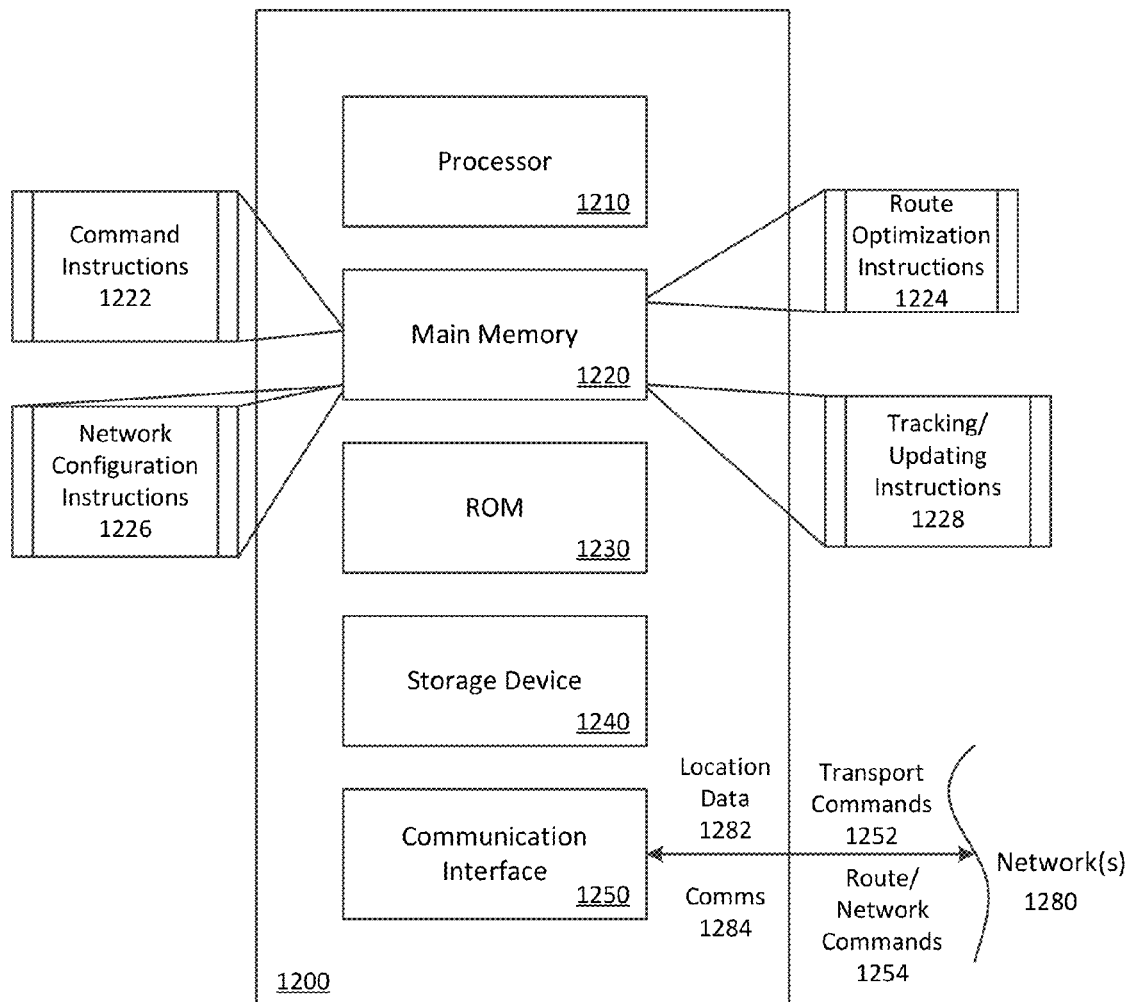 Processor
1210
Command
Instructions
1222
Route
Optimization
Instructions
1224
Main Memory
1220
Network
Configuration
Instructions
1226
Tracking/
Updating
Instructions
1228
ROM
1230
Storage Device
1240
Location
Data
1282
Transport
Commands
1252
Communication
Interface
1250
Comms
1284
Route/
Network
Commands
1254
Network(s)
1280
1200